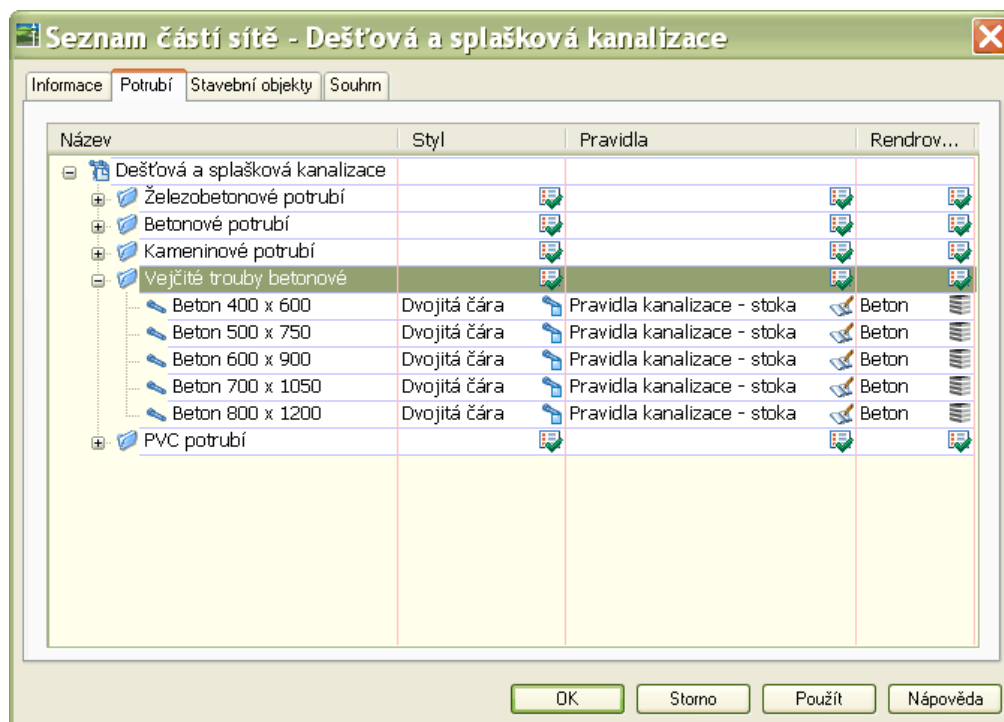 Seznam částí sítě - Dešťová a splašková kanalizace
Informace Potrubí Stavební objekty Souhrn
Název Styl Pravidla Rendrov...
Dešťová a splašková kanalizace
Železobetonové potrubí
Betonové potrubí
Kameninové potrubí
Vejčité trouby betonové
Beton 400 x 600 Dvojitá čára Pravidla kanalizace - stoka Beton
Beton 500 x 750 Dvojitá čára Pravidla kanalizace - stoka Beton
Beton 600 x 900 Dvojitá čára Pravidla kanalizace - stoka Beton
Beton 700 x 1050 Dvojitá čára Pravidla kanalizace - stoka Beton
Beton 800 x 1200 Dvojitá čára Pravidla kanalizace - stoka Beton
PVC potrubí
OK Storno Použít Nápověda